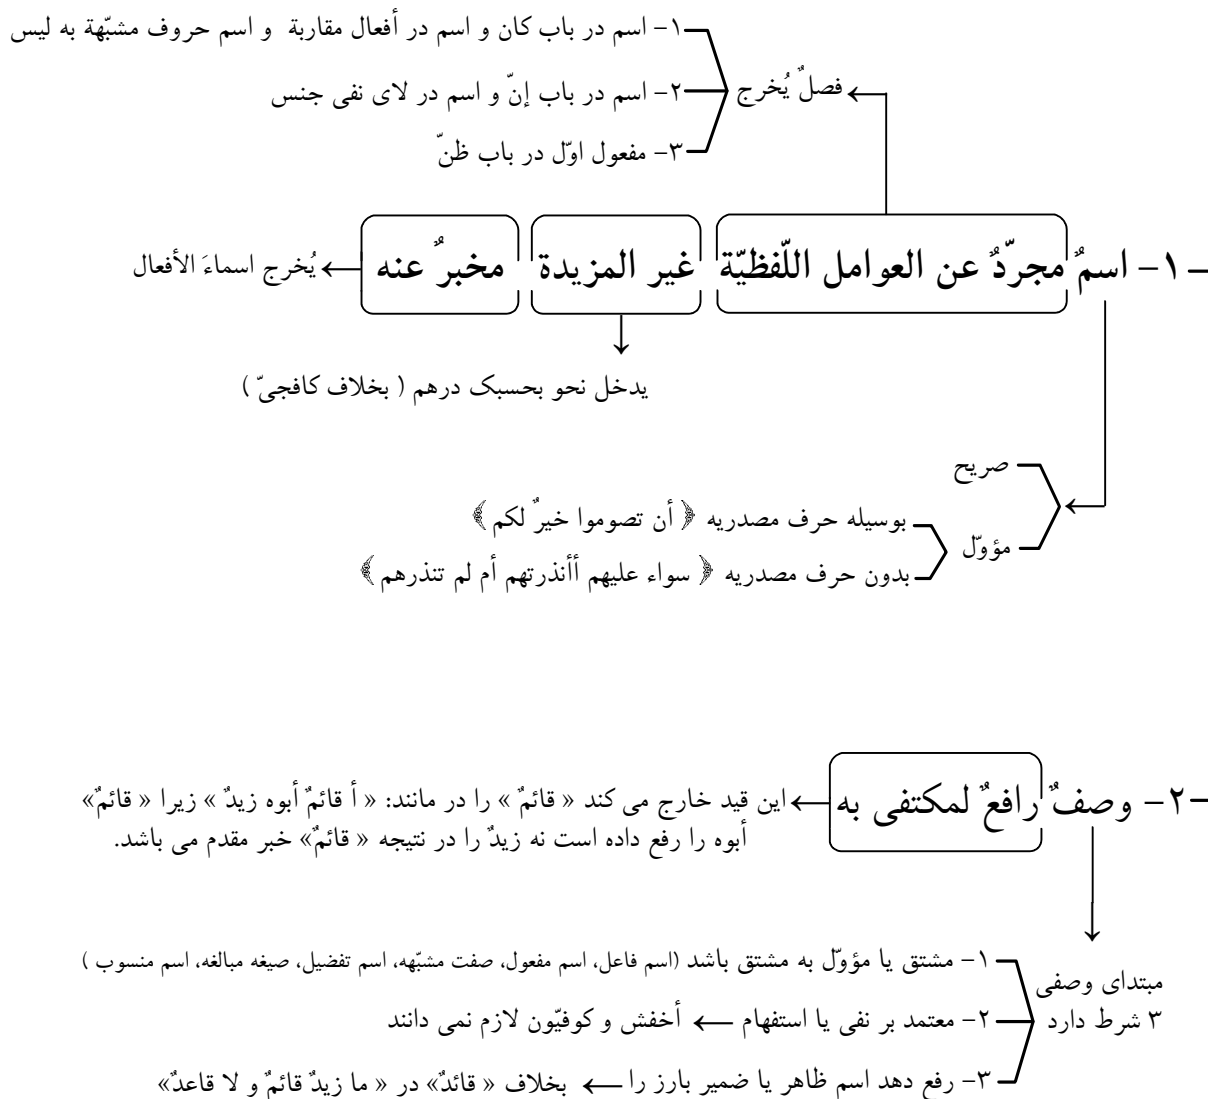 ۱– اسم در باب کان و اسم در أفعال مقاربة و اسم حروف مشبّهة به لیس
فصلٌ یُخرج
۲– اسم در باب إنّ و اسم در لای نفی جنس
۳– مفعول اوّل در باب ظنّ
۱– اسمٌ مجردٌّ عن العوامل اللّفظیّة غیر المزیدة مخبرٌ عنه
یُخرج اسماءَ الأفعال
یدخل نحو بحسبک درهم ( بخلاف کافجیّ )
صریح
مؤوّل
بوسیله حرف مصدریه ﴿ أن تصوموا خیرٌ لکم ﴾
بدون حرف مصدریه ﴿ سواء علیهم أأنذرتهم أم لم تنذرهم ﴾
۲– وصفٌ رافعٌ لمکتفی به
این قید خارج می کند « قائمٌ » را در مانند: « أ قائمٌ أبوه زیدٌ » زیرا « قائمٌ»
أبوه را رفع داده است نه زیدٌ را در نتیجه « قائمٌ» خبر مقدم می باشد.
مبتدای وصفی
۳ شرط دارد
۱– مشتق یا مؤوّل به مشتق باشد (اسم فاعل، اسم مفعول، صفت مشبّهه، اسم تفضیل، صیغه مبالغه، اسم منسوب )
۲– معتمد بر نفی یا استفهام ← أخفش و کوفیّون لازم نمی دانند
۳– رفع دهد اسم ظاهر یا ضمیر بارز را ← بخلاف « قائدٌ» در « ما زیدٌ قائمٌ و لا قاعدٌ»